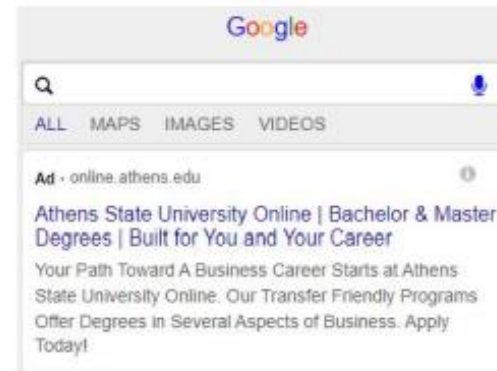 Google
ALL MAPS IMAGES VIDEOS
Ad · online.athens.edu
Athens State University Online | Bachelor & Master
Degrees | Built for You and Your Career
Your Path Toward A Business Career Starts at Athens
State University Online. Our Transfer Friendly Programs
Offer Degrees in Several Aspects of Business. Apply
Today!